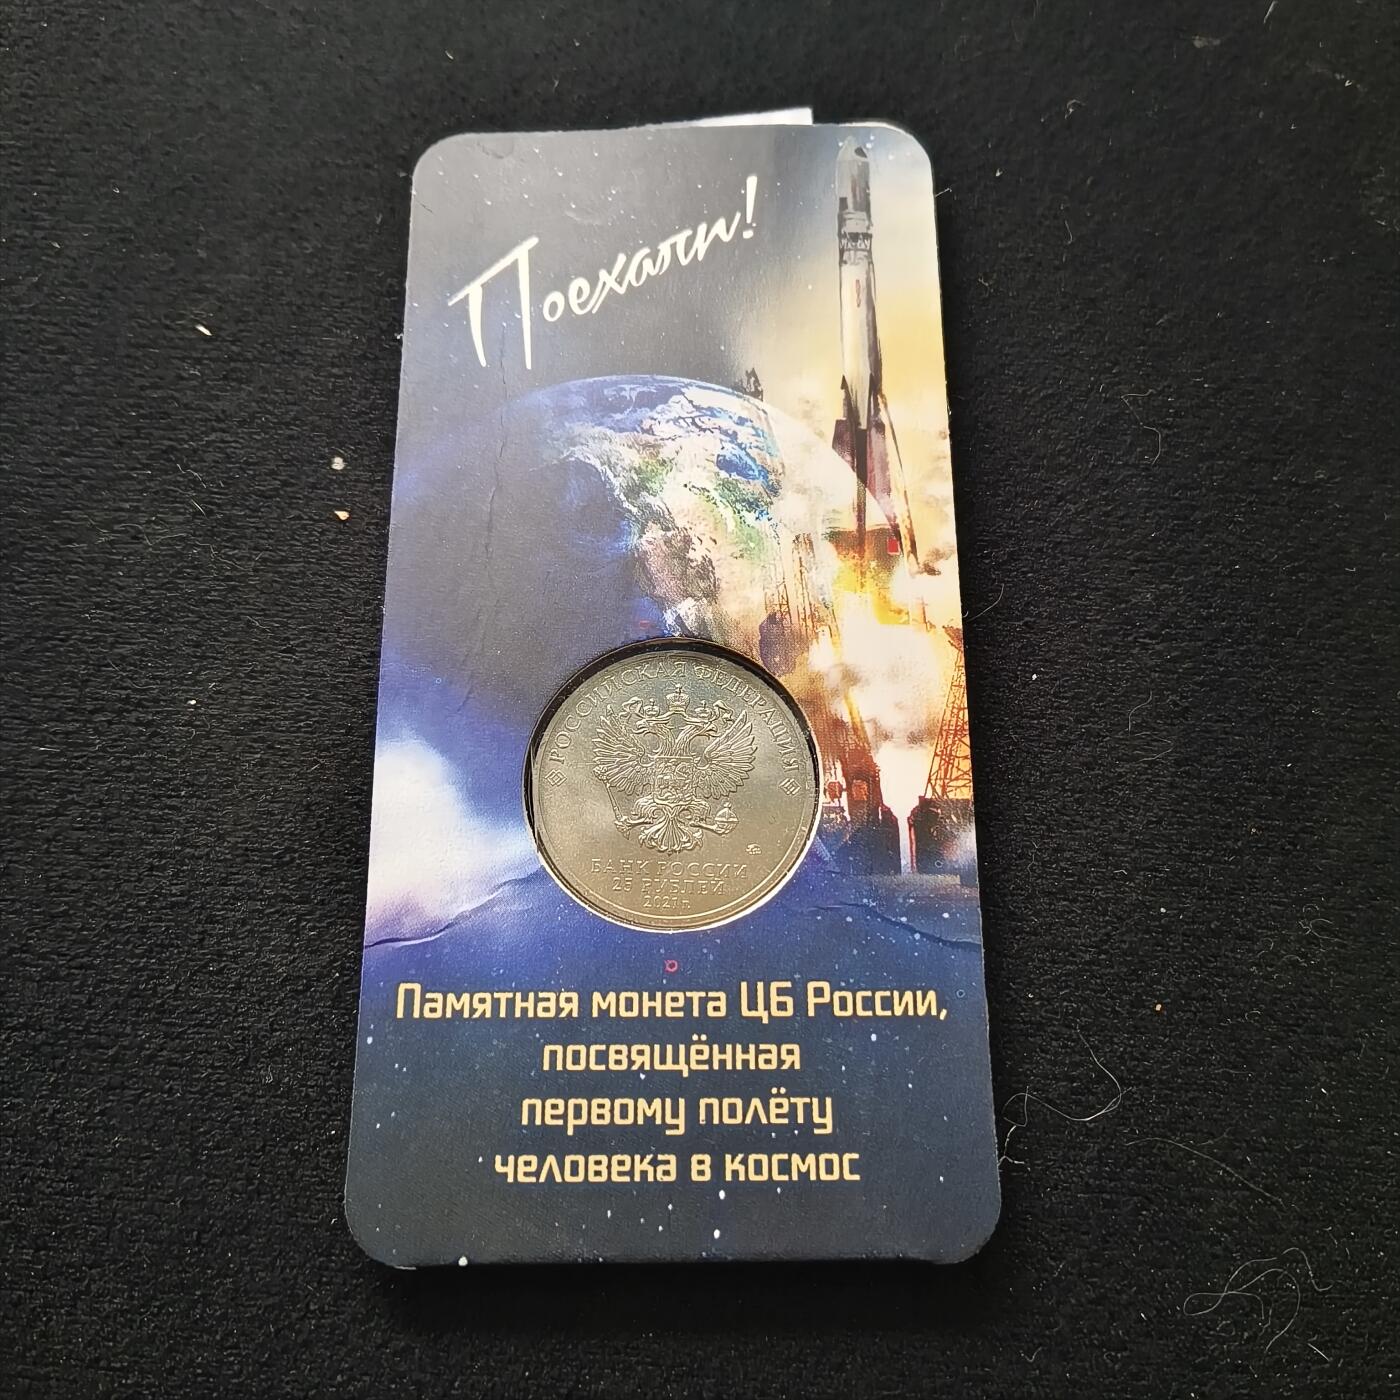 Поехали!
РОССИЙСКАЯ ФЕДЕРАЦИЯ
БАНК РОССИИ
25 РУБЛЕЙ
2021 г.
Памятная монета ЦБ России,
посвящённая
первому полёту
человека в космос